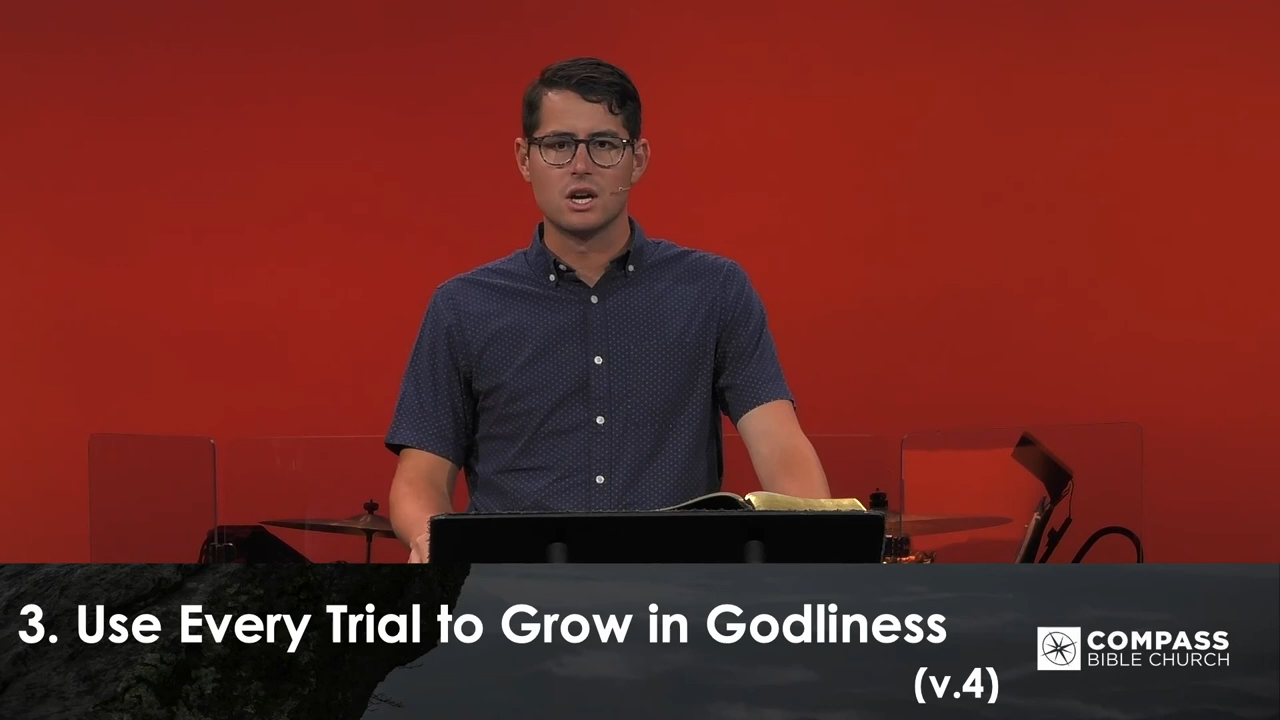 3. Use Every Trial to Grow in Godliness
(v.4)
COMPASS
BIBLE CHURCH